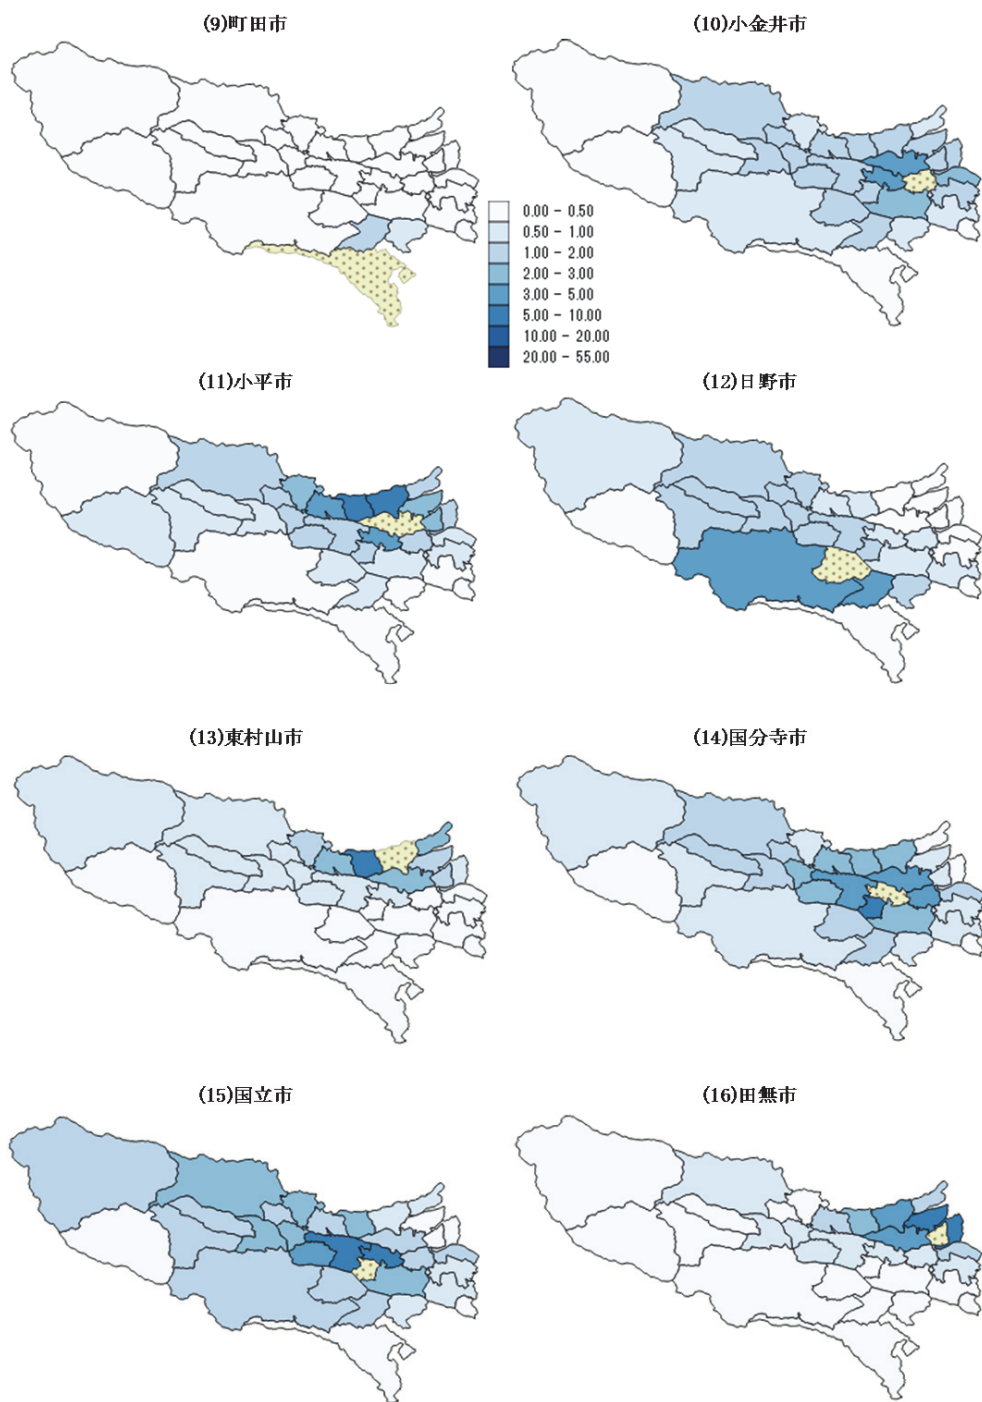 (9)町田市
(10)小金井市
0.00 - 0.50
0.50 - 1.00
1.00 - 2.00
2.00 - 3.00
3.00 - 5.00
5.00 - 10.00
10.00 - 20.00
20.00 - 55.00
(11)小平市
(12)日野市
(13)東村山市
(14)国分寺市
(15)国立市
(16)田無市